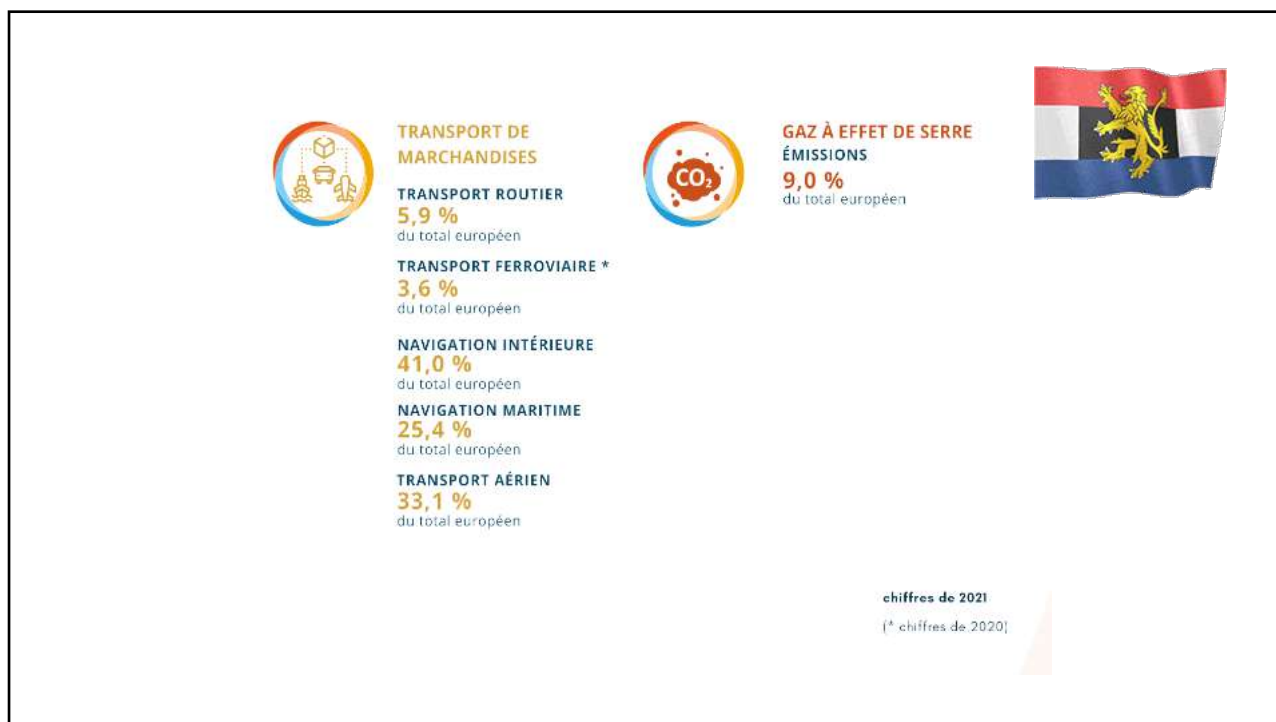 TRANSPORT DE
MARCHANDISES
TRANSPORT ROUTIER
5,9 %
du total européen
TRANSPORT FERROVIAIRE *
3,6 %
du total européen
NAVIGATION INTÉRIEURE
41,0 %
du total européen
NAVIGATION MARITIME
25,4 %
du total européen
TRANSPORT AÉRIEN
33,1 %
du total européen
CO₂
GAZ À EFFET DE SERRE
ÉMISSIONS
9,0 %
du total européen
chiffres de 2021
(* chiffres de 2020)